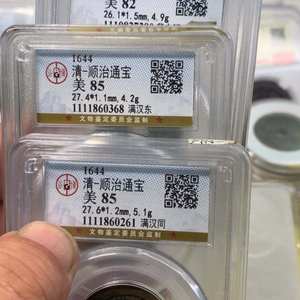 美 82
26.1*1.5mm, 4.9g
1644
清-顺治通宝
美 85
27.4*1.1mm, 4.2g
1111860368 满汉东
文物鉴定委员会监制
1644
清-顺治通宝
美 85
27.6*1.2mm, 5.1g
1111860261 满汉同
文物鉴定委员会监制